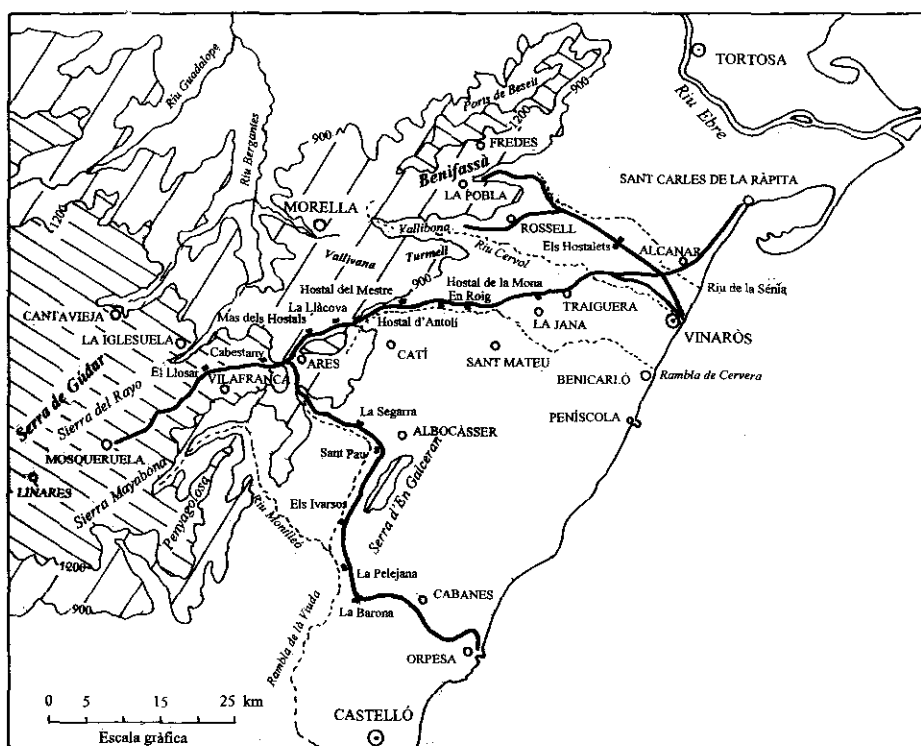 TORTOSA
Riu Guadalope
Ports de Beseit
900
1200
Riu Ebre
Riu Bergantes
900
FREDES
Benifassà
SANT CARLES DE LA RÀPITA
LA POBLA
MORELLA
1200
Vallibona
ROSSELL
Riu Cervol
Els Hostalets
ALCANAR
Vallivana
Turmell
Hostal de la Mona
Riu de la Sénia
Hostal del Mestre
900
En Roig
CANTAVIEJA
La Llàcova
TRAIGUERA
Mas dels Hostals
Hostal d'Antolí
LA JANA
VINARÒS
LA IGLESUELA
Cabestany
ARES
CATÍ
SANT MATEU
El Llosar
VILAFRANCA
BENICARLÓ
Rambla de Cervera
Serra de Gúdar
Sierra del Rayo
La Segarra
PENÍSCOLA
ALBOCÀSSER
MOSQUERUELA
Sant Pau
LINARES
Sierra Mayabona
Penyagolosa
Riu Montlleó
Els Ivarsos
Serra d'En Galceran
1200
La Pelejana
900
La Barona
CABANES
Rambla de la Viuda
ORPESA
0 5 10 15 20 25 km
Escala gràfica
CASTELLÓ